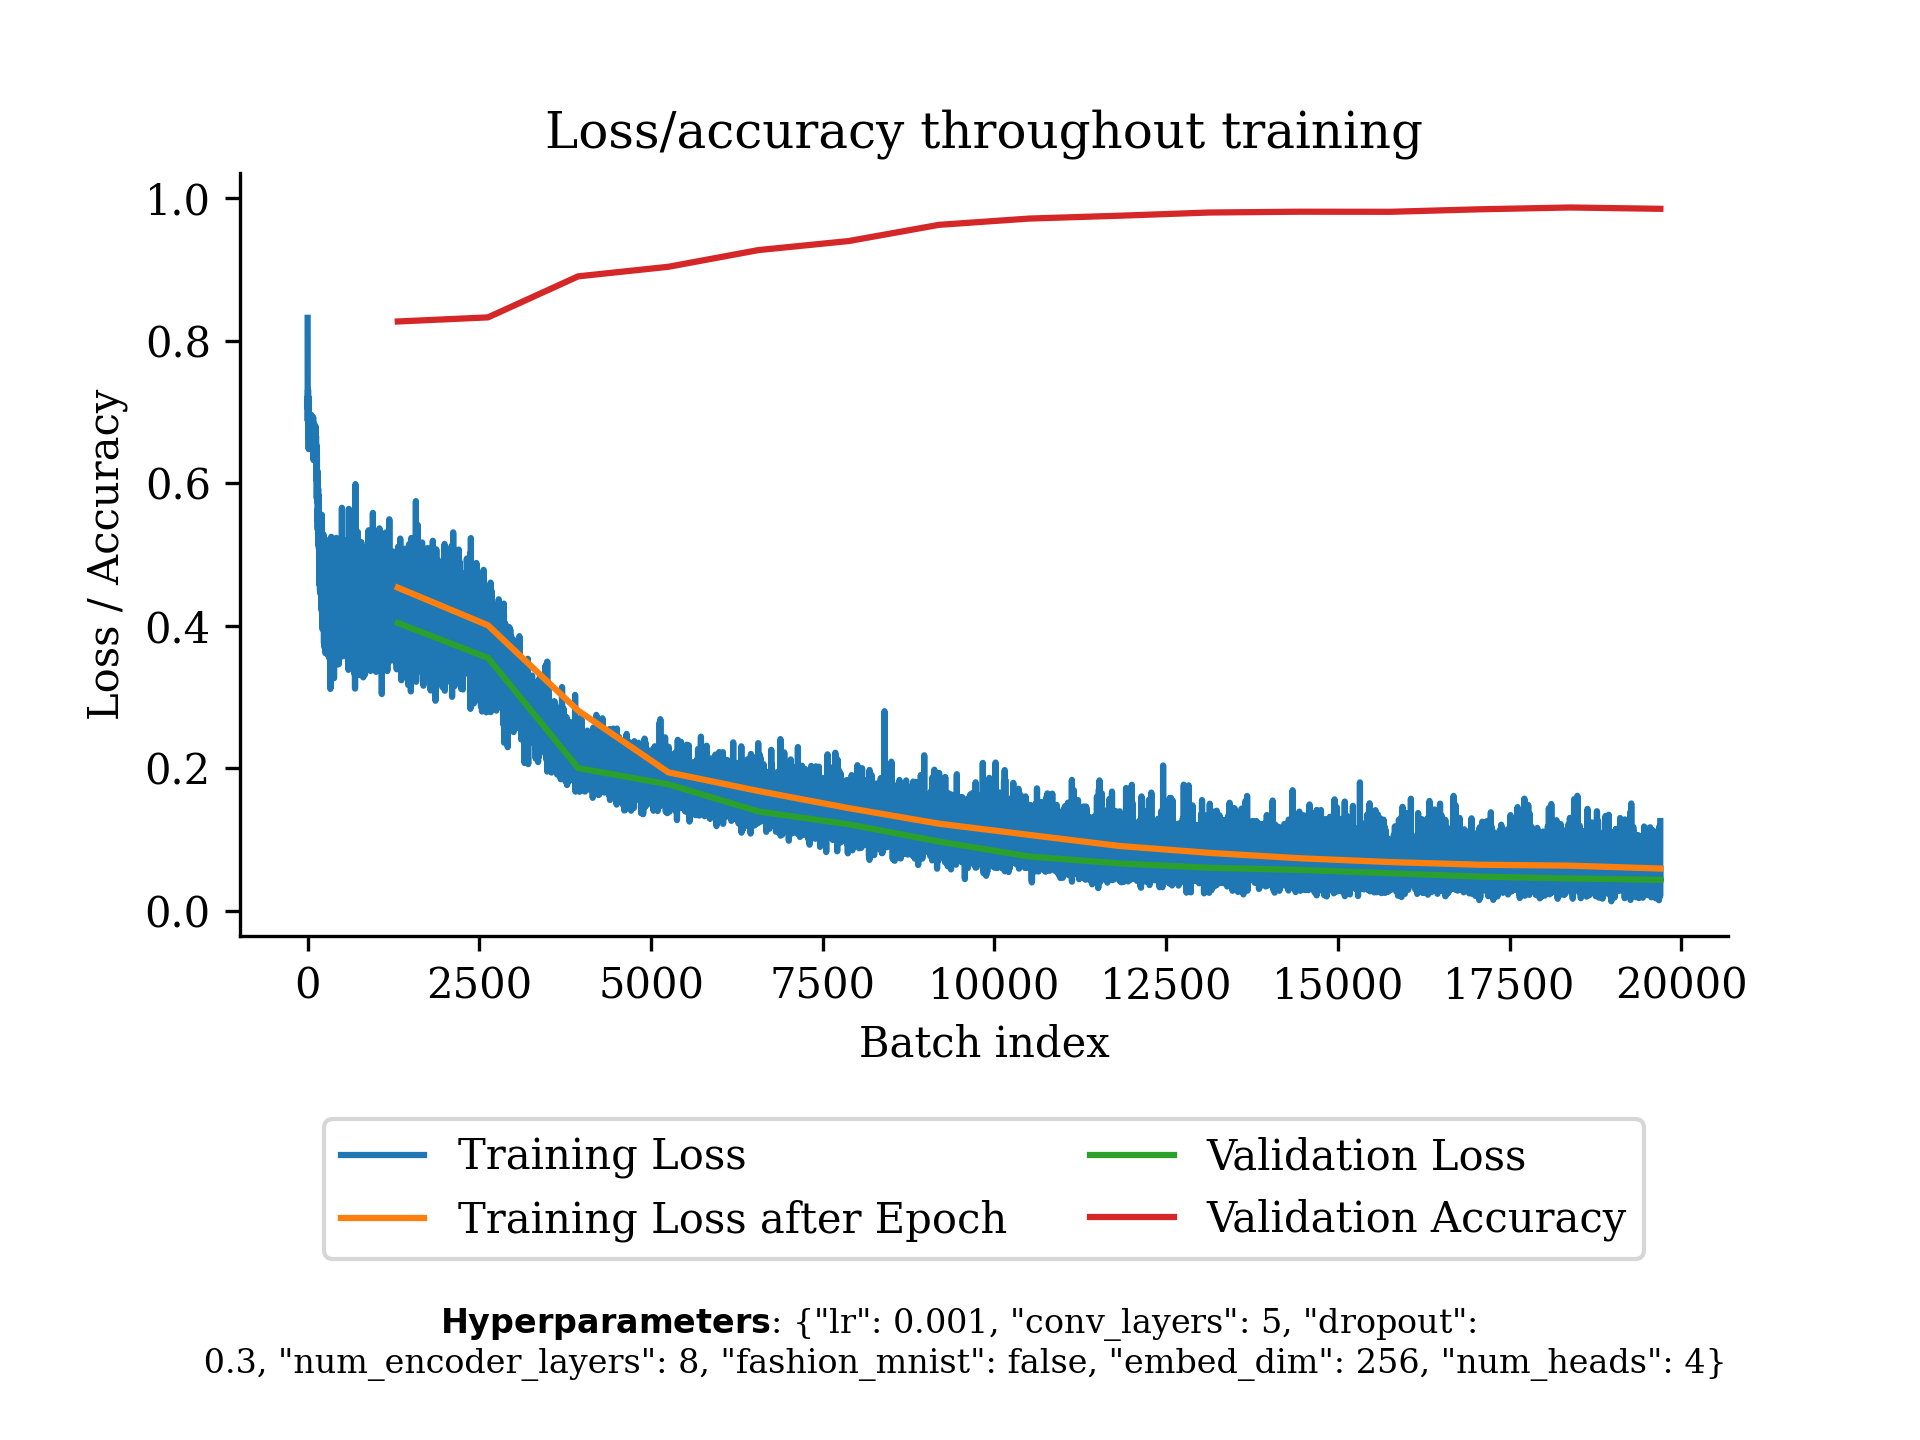 Loss/accuracy throughout training
1.0
0.8
0.6
0.4
0.2
0.0
Loss / Accuracy
0 2500 5000 7500 10000 12500 15000 17500 20000
Batch index
Training Loss
Training Loss after Epoch
Validation Loss
Validation Accuracy
Hyperparameters: {"lr": 0.001, "conv_layers": 5, "dropout":
0.3, "num_encoder_layers": 8, "fashion_mnist": false, "embed_dim": 256, "num_heads": 4}